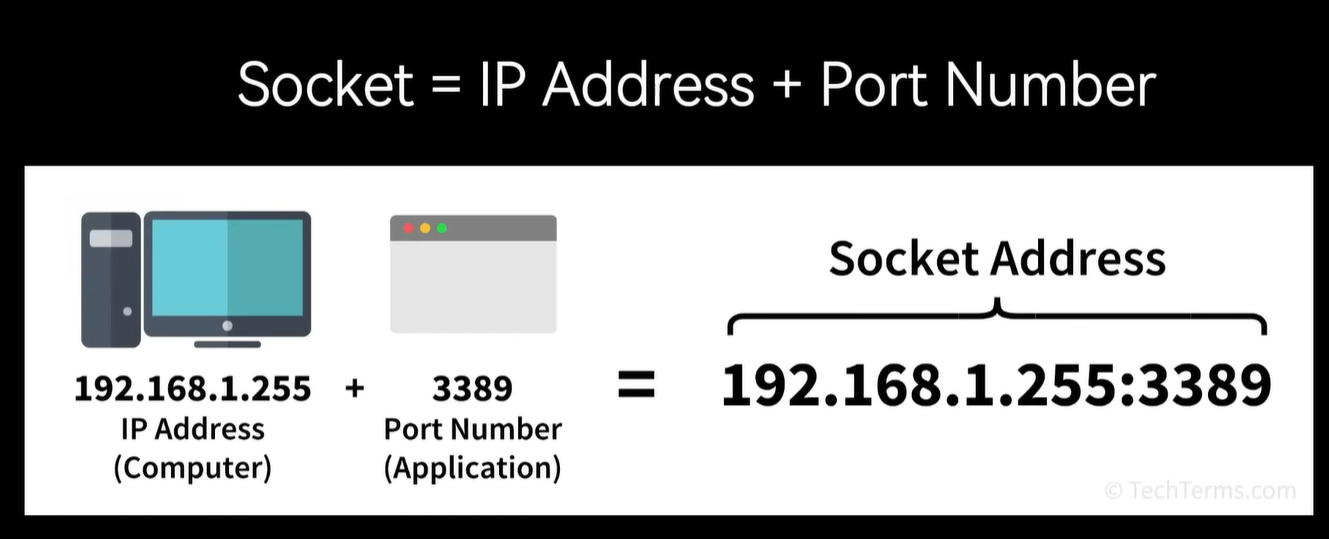 Socket = IP Address + Port Number
Socket Address
192.168.1.255 + 3389 = 192.168.1.255:3389
IP Address Port Number
(Computer) (Application)
© TechTerms.com